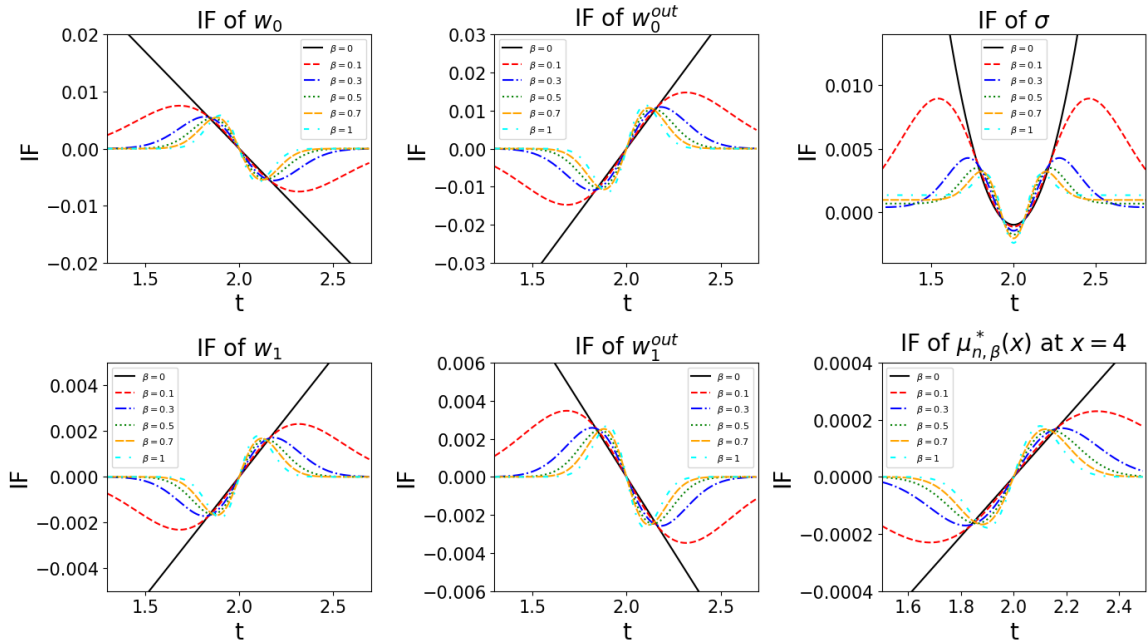 IF of w₀
IF
0.02
0.01
0.00
−0.01
−0.02
β = 0
β = 0.1
β = 0.3
β = 0.5
β = 0.7
β = 1
1.5
2.0
2.5
t
IF of w₀ᵒᵘᵗ
IF
0.03
0.02
0.01
0.00
−0.01
−0.02
−0.03
β = 0
β = 0.1
β = 0.3
β = 0.5
β = 0.7
β = 1
1.5
2.0
2.5
t
IF of σ
IF
0.010
0.005
0.000
β = 0
β = 0.1
β = 0.3
β = 0.5
β = 0.7
β = 1
1.5
2.0
2.5
t
IF of w₁
IF
0.004
0.002
0.000
−0.002
−0.004
β = 0
β = 0.1
β = 0.3
β = 0.5
β = 0.7
β = 1
1.5
2.0
2.5
t
IF of w₁ᵒᵘᵗ
IF
0.006
0.004
0.002
0.000
−0.002
−0.004
−0.006
β = 0
β = 0.1
β = 0.3
β = 0.5
β = 0.7
β = 1
1.5
2.0
2.5
t
IF of μ*ₙ,ᵦ(x) at x = 4
IF
0.0004
0.0002
0.0000
−0.0002
−0.0004
β = 0
β = 0.1
β = 0.3
β = 0.5
β = 0.7
β = 1
1.6
1.8
2.0
2.2
2.4
t